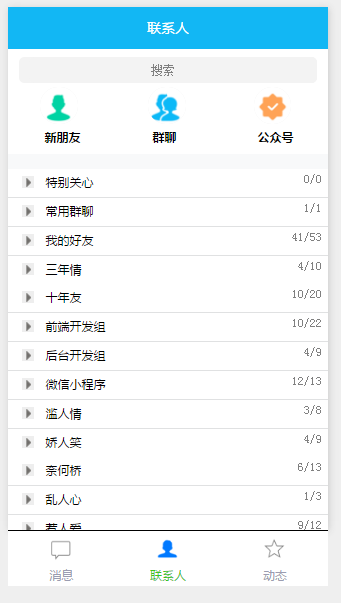 联系人
搜索
新朋友 群聊 公众号
特别关心 0/0
常用群聊 1/1
我的好友 41/53
三年情 4/10
十年友 10/20
前端开发组 10/22
后台开发组 4/9
微信小程序 12/13
滥人情 3/8
娇人笑 4/9
奈何桥 6/13
乱人心 1/3
惹人爱 9/12
消息 联系人 动态